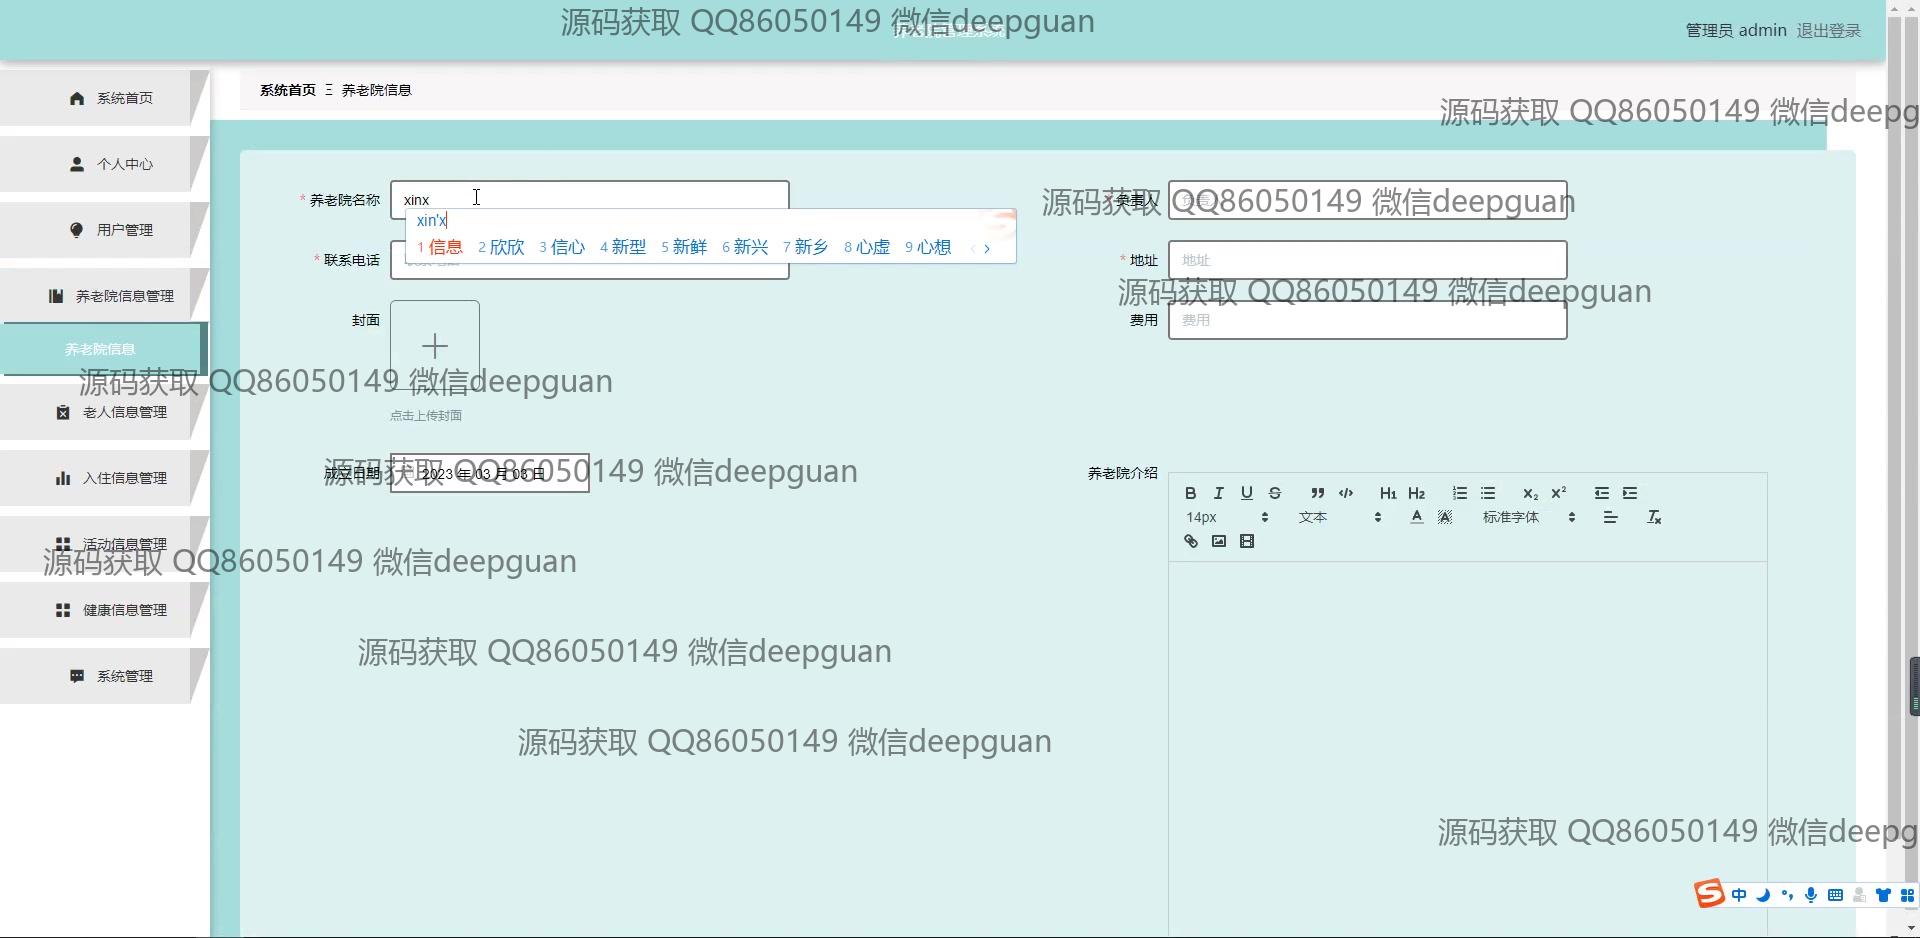 源码获取 QQ86050149 微信deepguan
管理员 admin 退出登录
系统首页
个人中心
用户管理
养老院信息管理
养老院信息
老人信息管理
入住信息管理
活动信息管理
健康信息管理
系统管理
系统首页 Ξ 养老院信息
源码获取 QQ86050149 微信deepg
* 养老院名称 xinx
xin'x
1 信息 2 欣欣 3 信心 4 新型 5 新鲜 6 新兴 7 新乡 8 心虚 9 心想
负责人
源码获取 QQ86050149 微信deepguan
* 联系电话
* 地址 地址
源码获取 QQ86050149 微信deepguan
封面
费用 费用
源码获取 QQ86050149 微信deepguan
点击上传封面
成立日期 2023 年 03 月 03 日
源码获取 QQ86050149 微信deepguan
养老院介绍
B I U S ” </> H1 H2 X2 X2
14px 文本 A A 标准字体
源码获取 QQ86050149 微信deepguan
源码获取 QQ86050149 微信deepguan
源码获取 QQ86050149 微信deepguan
源码获取 QQ86050149 微信deepg
中